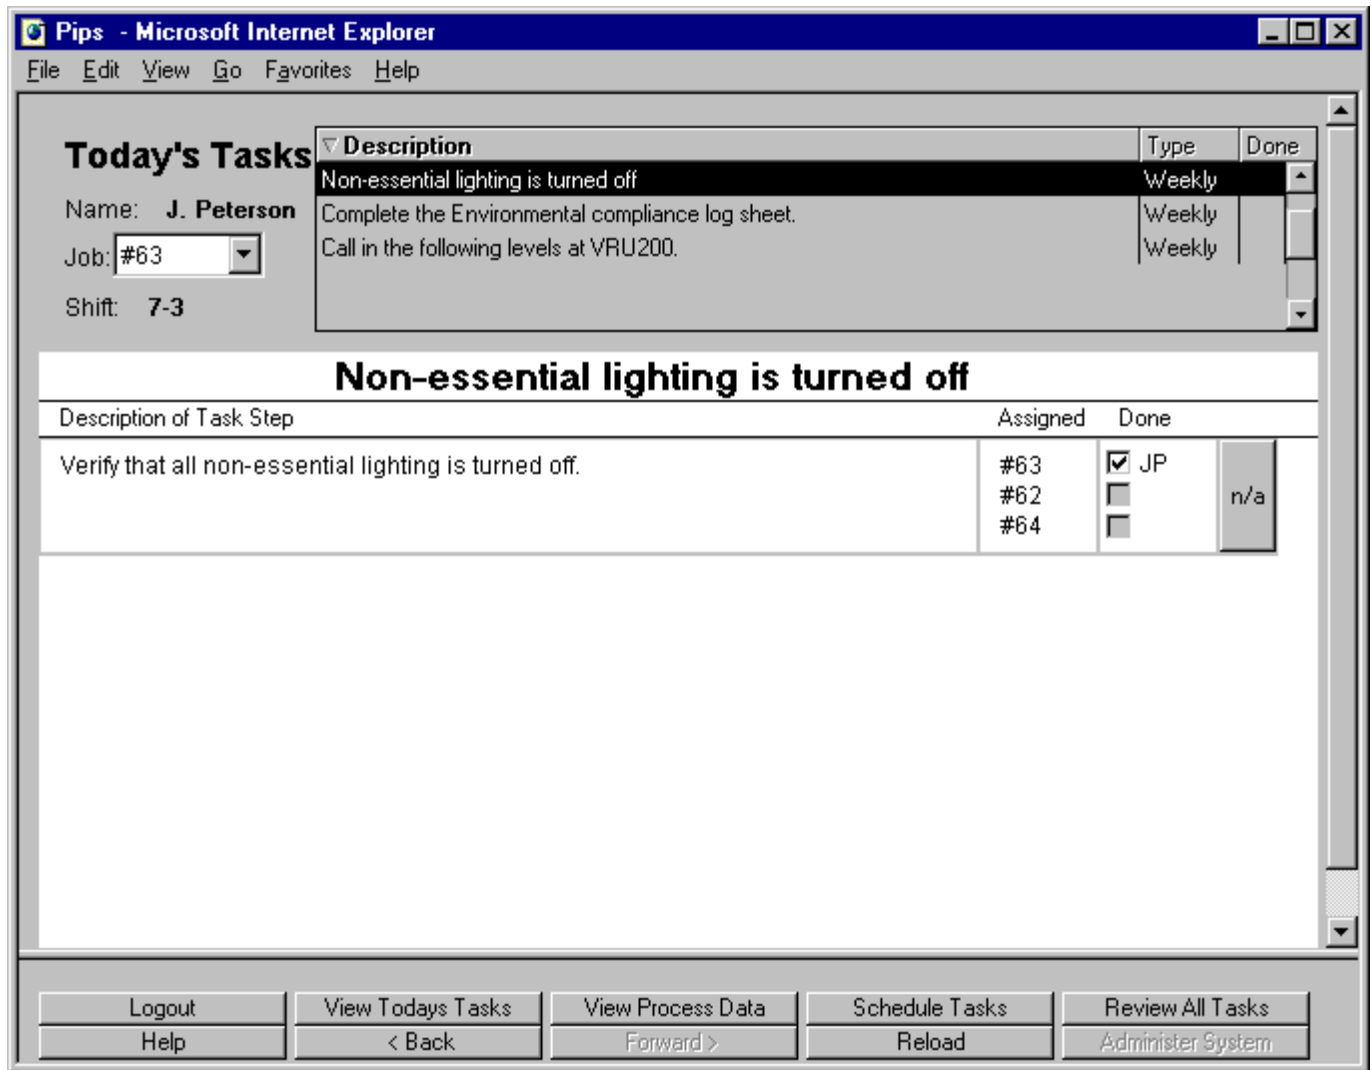 Pips - Microsoft Internet Explorer
File Edit View Go Favorites Help
Today's Tasks
Name: J. Peterson
Job: #63
Shift: 7-3
Description Type Done
Non-essential lighting is turned off Weekly
Complete the Environmental compliance log sheet. Weekly
Call in the following levels at VRU200. Weekly
Non-essential lighting is turned off
Description of Task Step Assigned Done
Verify that all non-essential lighting is turned off. #63 JP
#62 n/a
#64
Logout View Todays Tasks View Process Data Schedule Tasks Review All Tasks
Help < Back Forward > Reload Administer System